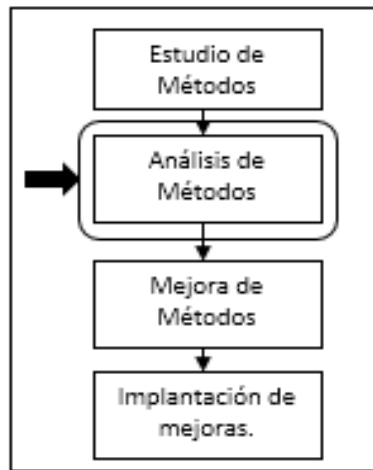 Estudio de
Métodos
Análisis de
Métodos
Mejora de
Métodos
Implantación de
mejoras.